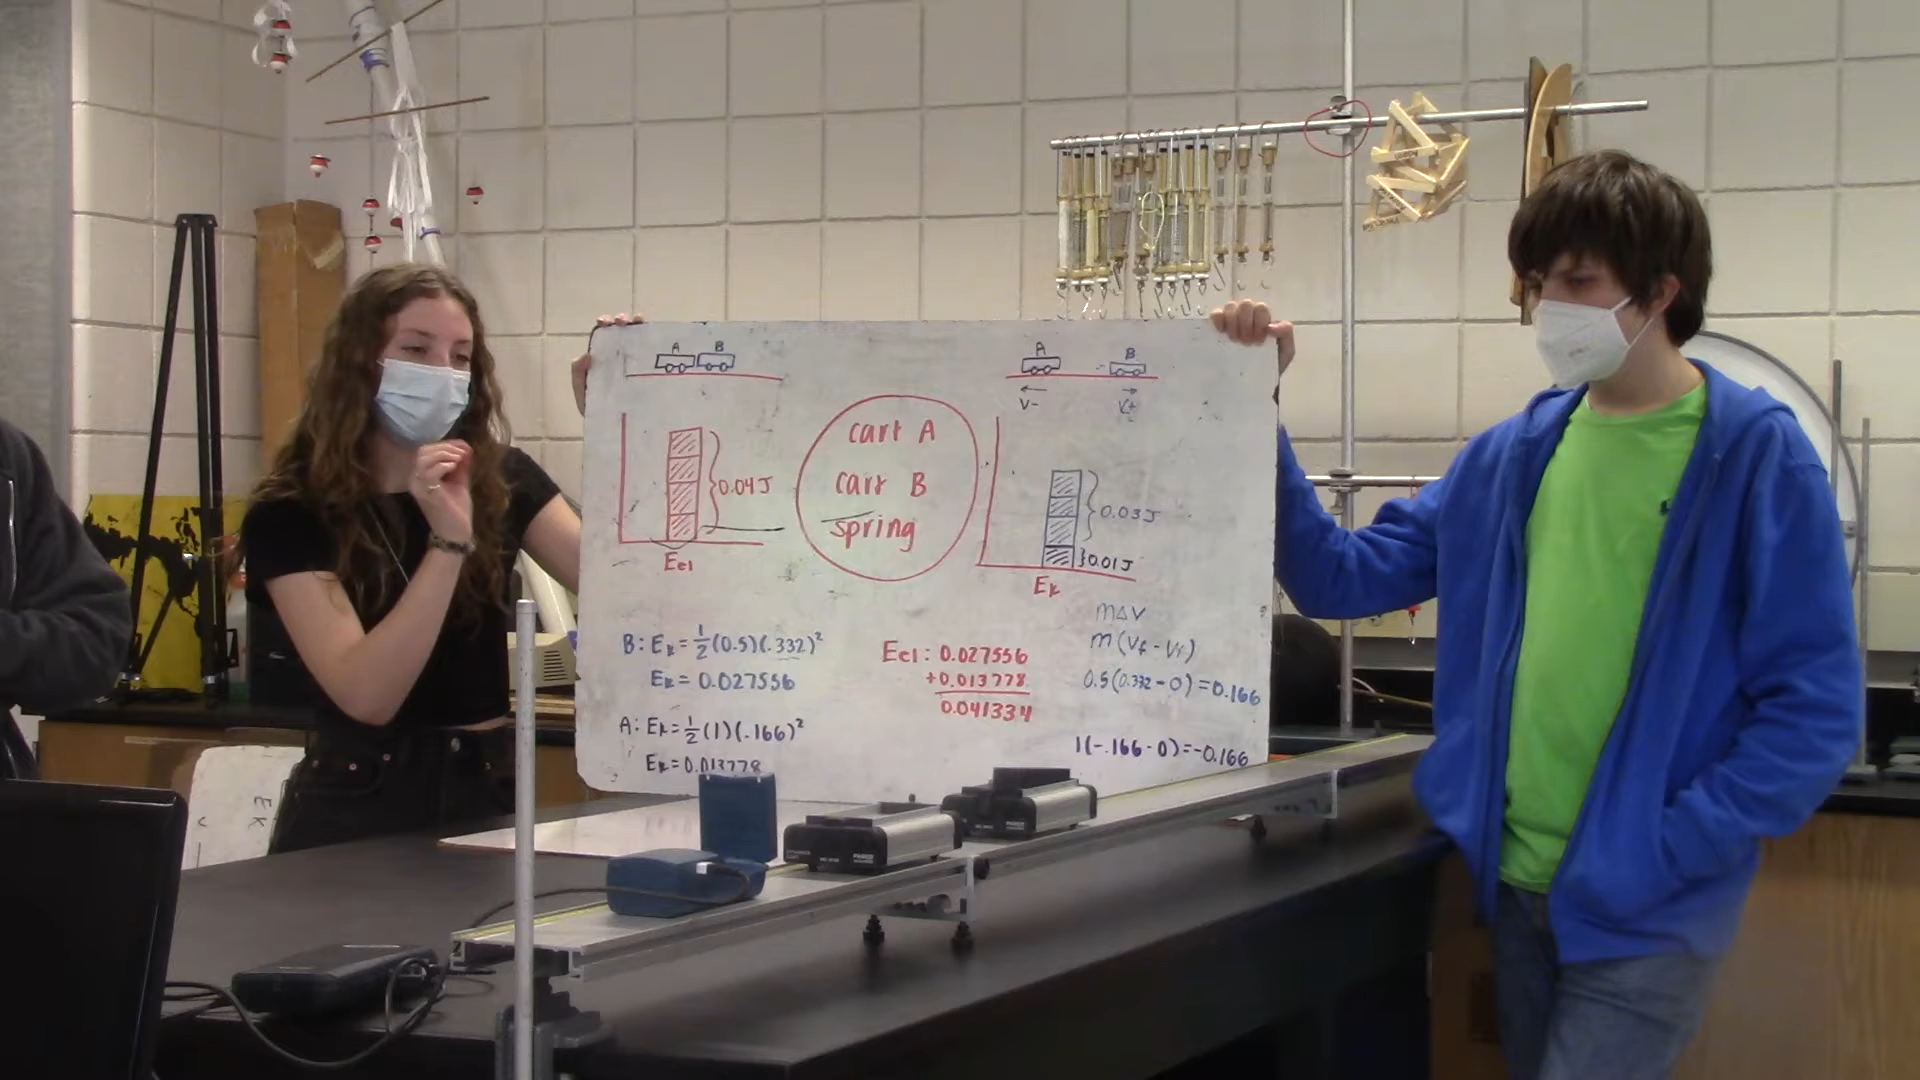 A B
A B
V- V+
cart A
cart B
spring
0.04J
Eel
0.03J
0.01J
Ek
B: Ek = 1/2(0.5)(.332)²
Ek = 0.027556
A: Ek = 1/2(1)(.166)²
Ek = 0.013778
Eel: 0.027556
+0.013778
0.041334
m∆V
m(Vf - Vi)
0.5(0.332 - 0) = 0.166
1(-.166 - 0) = -0.166
PASCO
PASCO